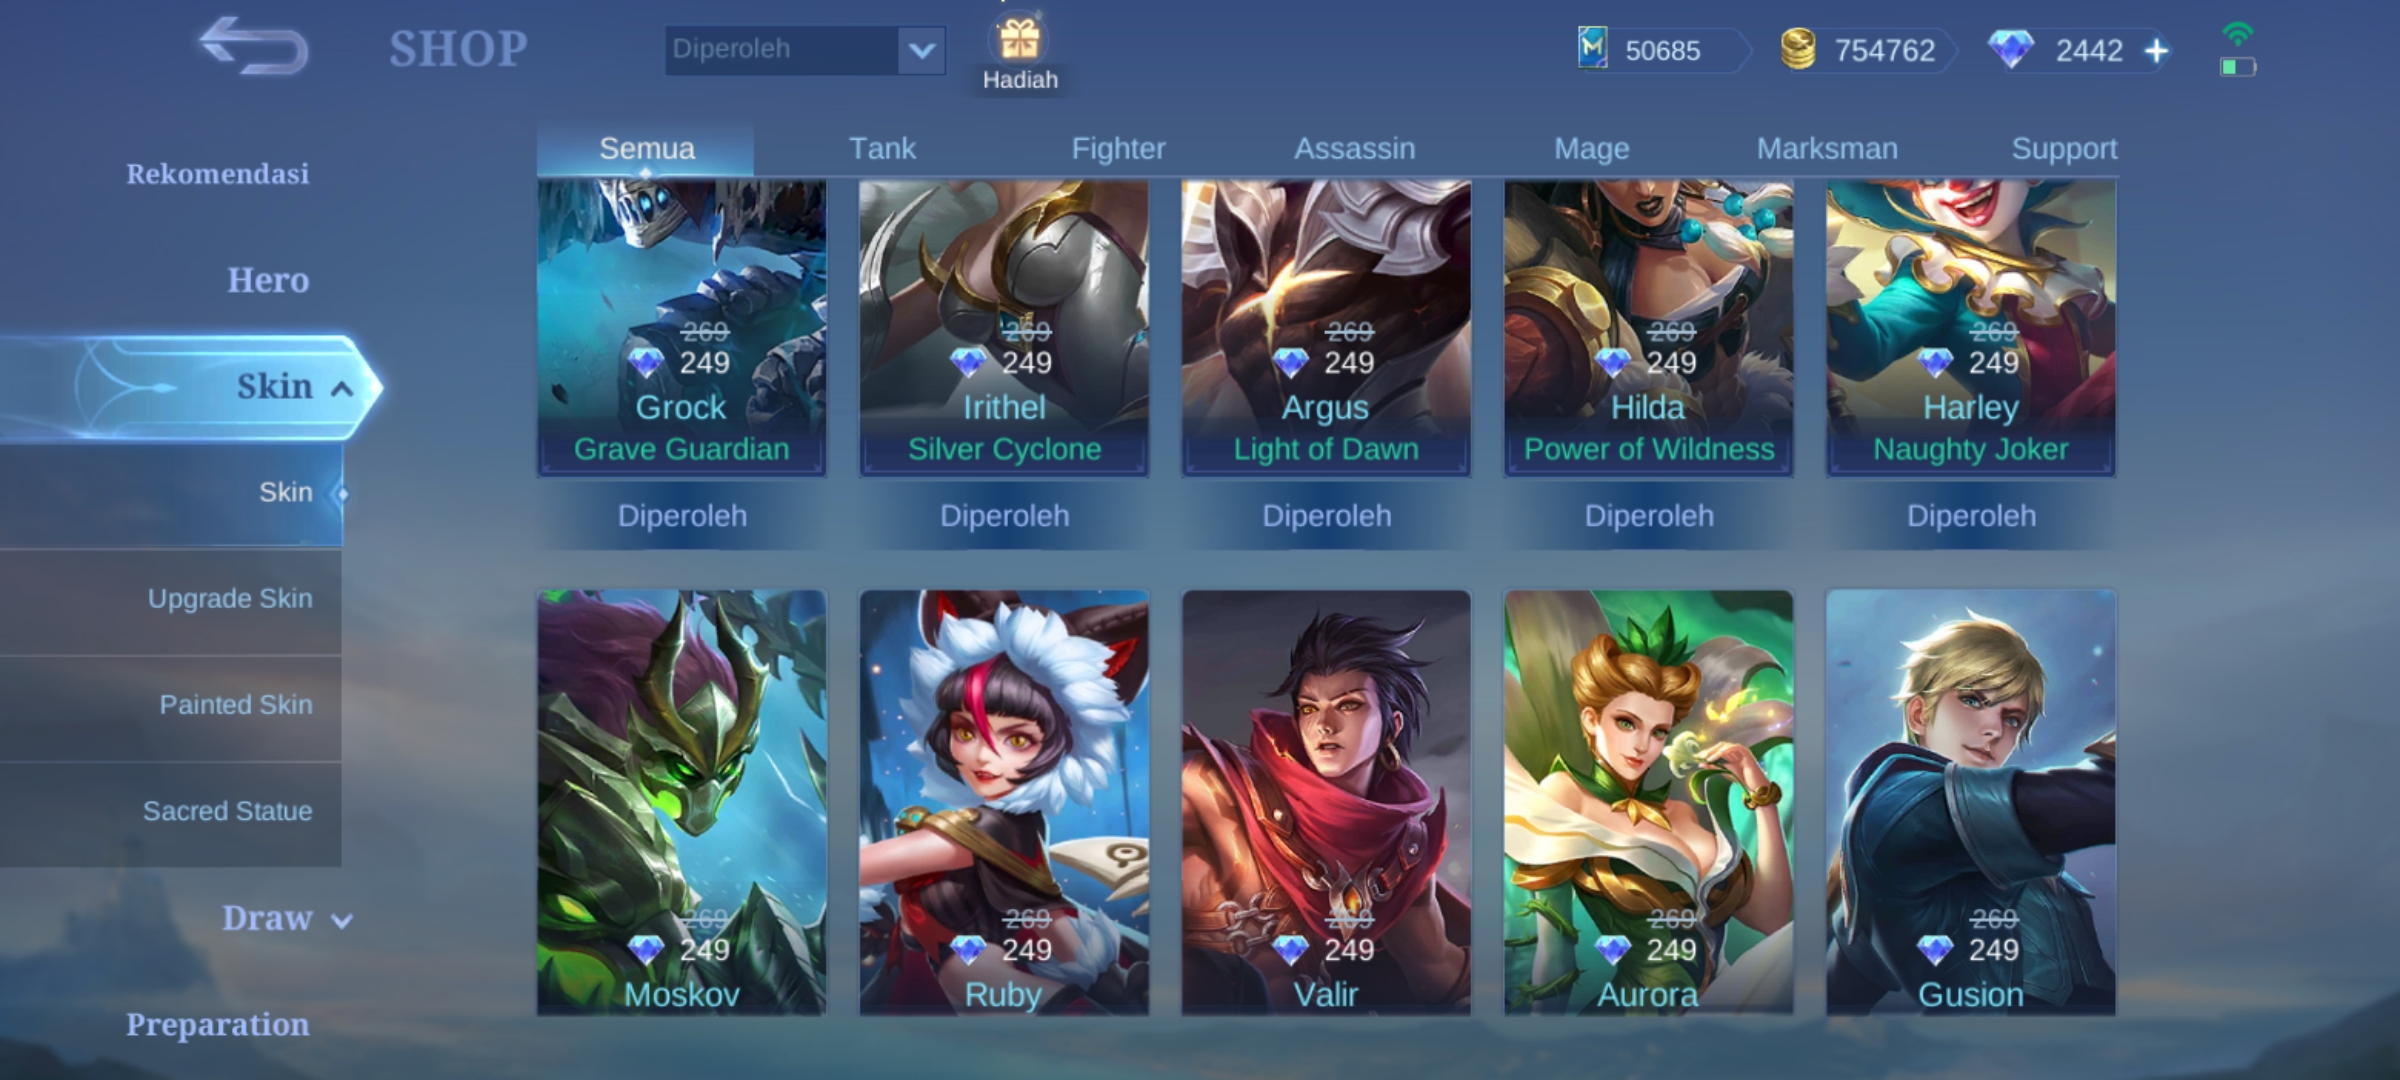 SHOP
Diperoleh
Hadiah
50685
754762
2442
Rekomendasi
Hero
Skin
Skin
Upgrade Skin
Painted Skin
Sacred Statue
Draw
Preparation
Semua Tank Fighter Assassin Mage Marksman Support
269 269 269 269 269
249 249 249 249 249
Grock Irithel Argus Hilda Harley
Grave Guardian Silver Cyclone Light of Dawn Power of Wildness Naughty Joker
Diperoleh Diperoleh Diperoleh Diperoleh Diperoleh
269 269 269 269 269
249 249 249 249 249
Moskov Ruby Valir Aurora Gusion